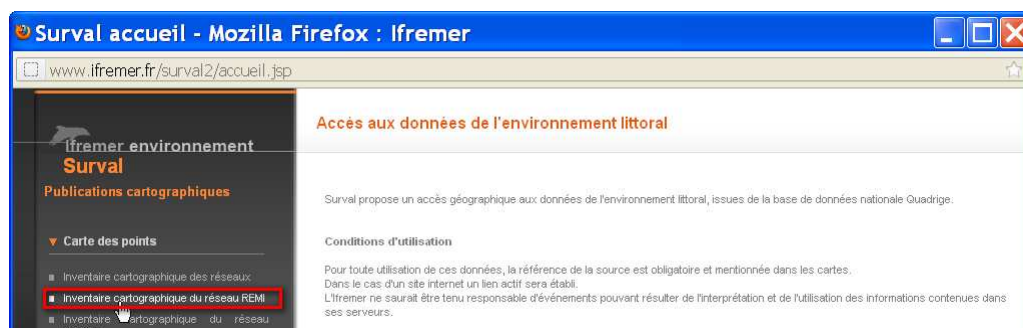 Surval accueil - Mozilla Firefox : Ifremer
www.ifremer.fr/surval2/accueil.jsp
Ifremer environnement
Surval
Publications cartographiques
Carte des points
Inventaire cartographique des réseaux
Inventaire cartographique du réseau REMI
Inventaire cartographique du réseau
Accès aux données de l'environnement littoral
Surval propose un accès géographique aux données de l'environnement littoral, issues de la base de données nationale Quadrige.
Conditions d'utilisation
Pour toute utilisation de ces données, la référence de la source est obligatoire et mentionnée dans les cartes.
Dans le cas d'un site internet un lien actif sera établi.
L'Ifremer ne saurait être tenu responsable d'événements pouvant résulter de l'interprétation et de l'utilisation des informations contenues dans
ses serveurs.